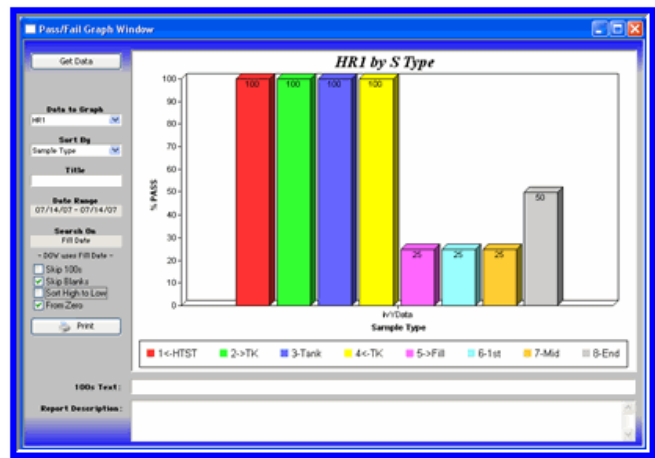 Pass/Fail Graph Window
Get Data
Data to Graph
HR1
Sort By
Sample Type
Title
Date Range
07/14/07 - 07/14/07
Search On
Fill Date
- DOW uses Fill Date -
Skip 100s
Skip Blanks
Sort High to Low
From Zero
Print
HR1 by S Type
% PASS
100
90
80
70
60
50
40
30
20
10
0
100 100 100 100 25 25 25 50
ivYData
Sample Type
1<-HTST 2->TK 3-Tank 4<-TK 5->Fill 6-1st 7-Mid 8-End
100s Text:
Report Description: